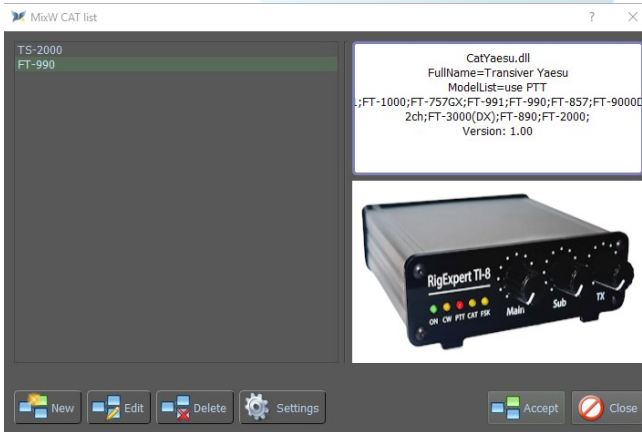 MixW CAT list
?
TS-2000
FT-990
CatYaesu.dll
FullName=Transiver Yaesu
ModelList=use PTT
;FT-1000;FT-757GX;FT-991;FT-990;FT-857;FT-9000D
2ch;FT-3000(DX);FT-890;FT-2000;
Version: 1.00
RigExpert TI-8
ON CW PTT CAT FSK
Main
Sub
TX
New
Edit
Delete
Settings
Accept
Close